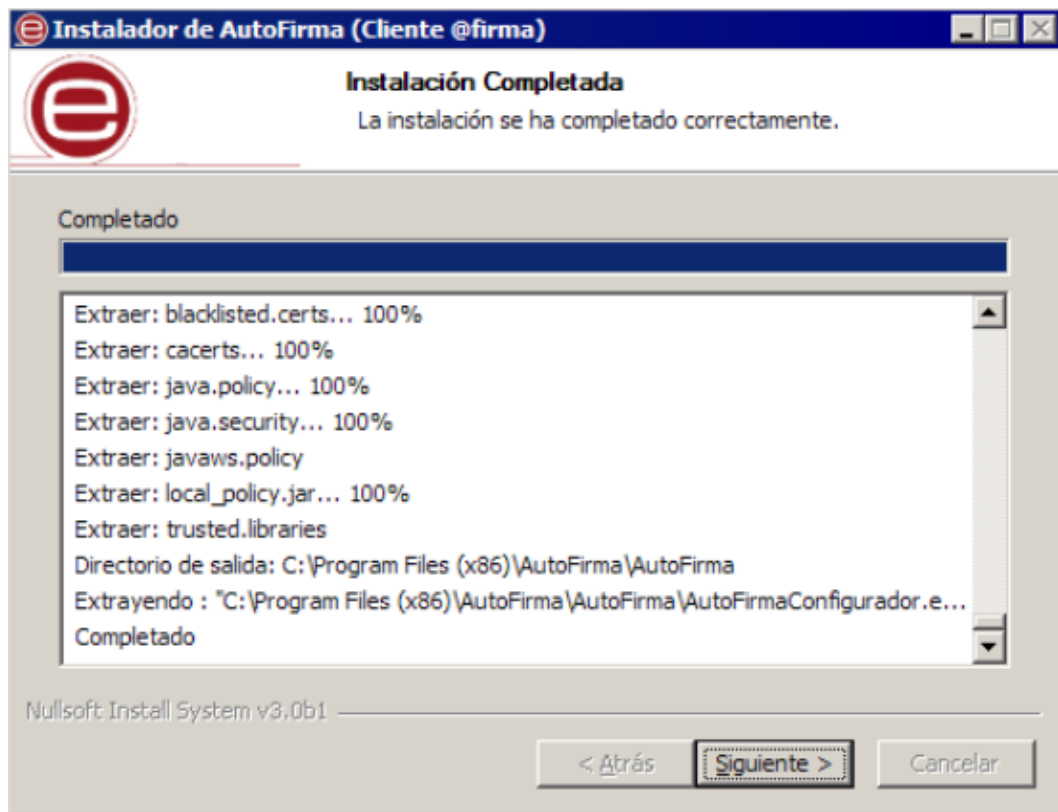 Instalador de AutoFirma (Cliente @firma)
Instalación Completada
La instalación se ha completado correctamente.
Completado
Extraer: blacklisted.certs... 100%
Extraer: cacerts... 100%
Extraer: java.policy... 100%
Extraer: java.security... 100%
Extraer: javaws.policy
Extraer: local_policy.jar... 100%
Extraer: trusted.libraries
Directorio de salida: C:\Program Files (x86)\AutoFirma\AutoFirma
Extrayendo : "C:\Program Files (x86)\AutoFirma\AutoFirma\AutoFirmaConfigurador.e...
Completado
Nullsoft Install System v3.0b1
< Atrás Siguiente > Cancelar